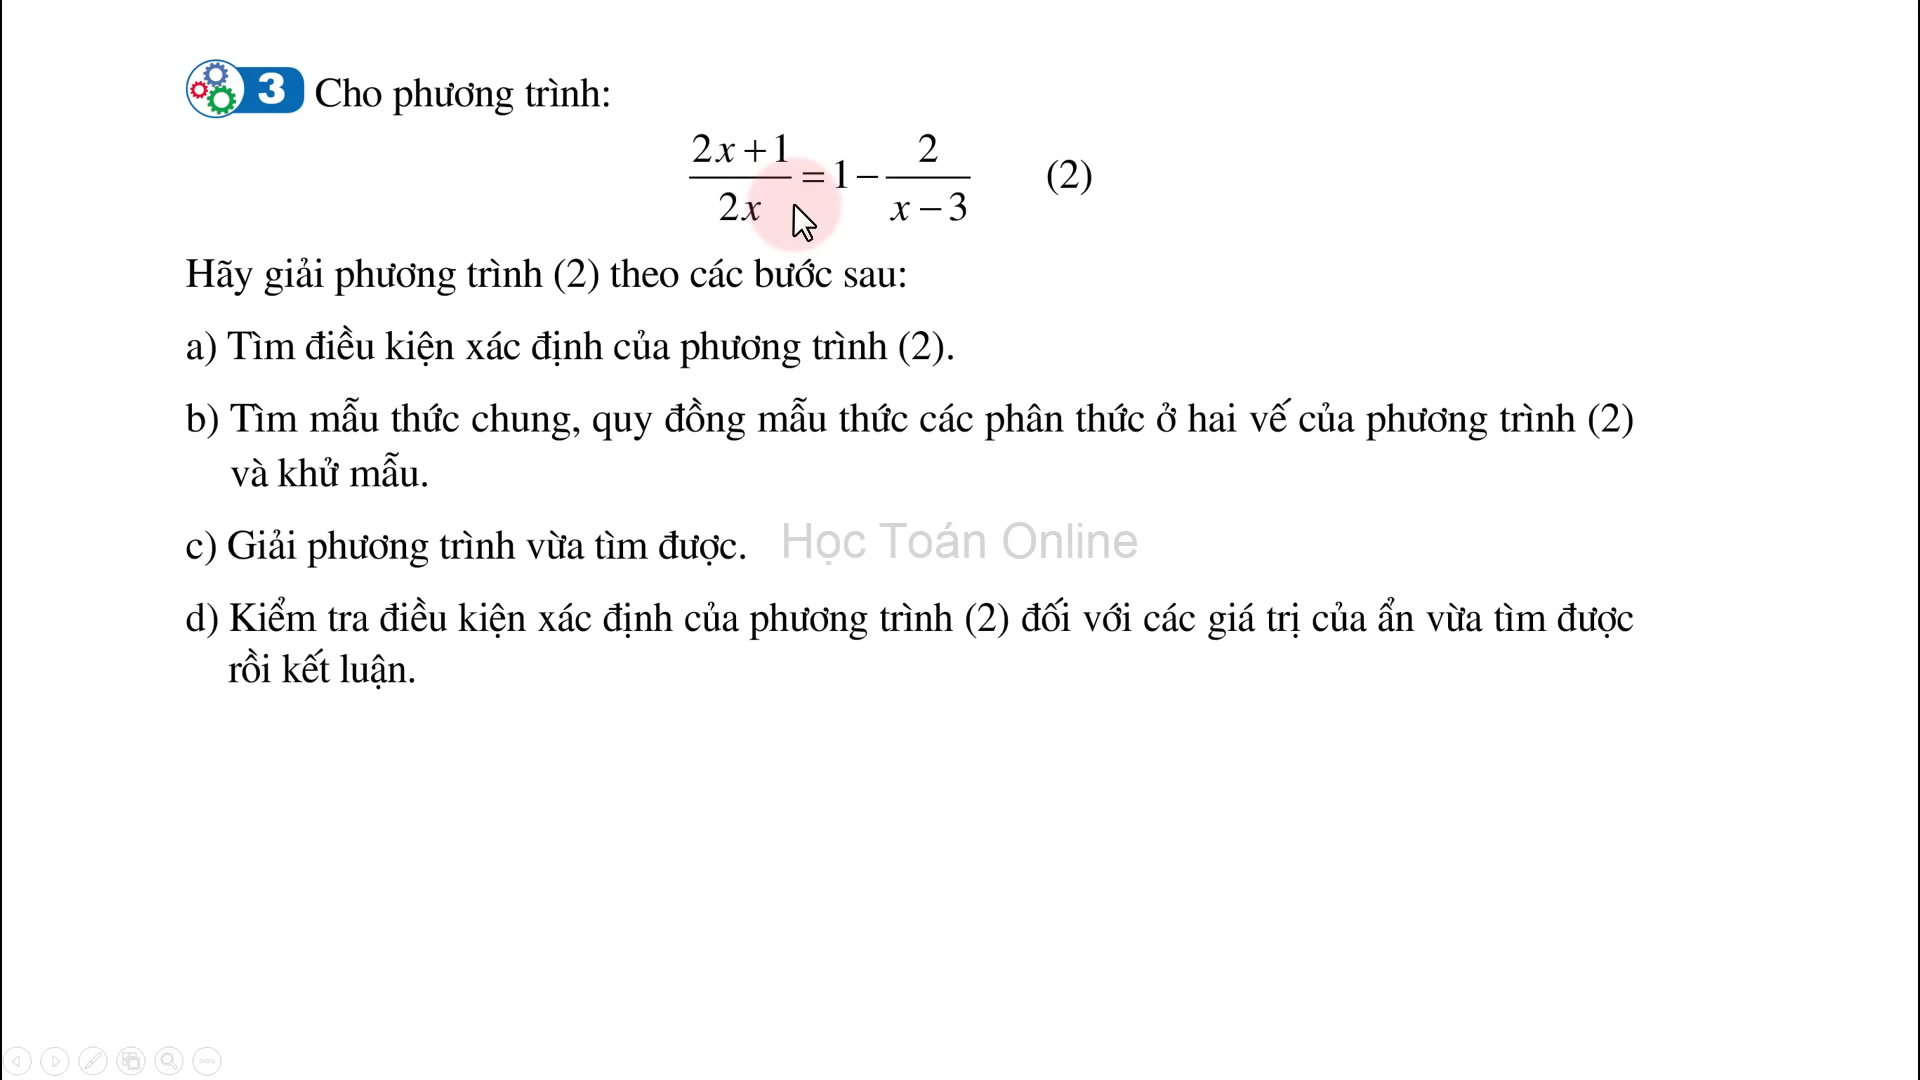 3 Cho phương trình:
(2x + 1)/(2x) = 1 − 2/(x − 3) (2)
Hãy giải phương trình (2) theo các bước sau:
a) Tìm điều kiện xác định của phương trình (2).
b) Tìm mẫu thức chung, quy đồng mẫu thức các phân thức ở hai vế của phương trình (2)
và khử mẫu.
c) Giải phương trình vừa tìm được.
Học Toán Online
d) Kiểm tra điều kiện xác định của phương trình (2) đối với các giá trị của ẩn vừa tìm được
rồi kết luận.